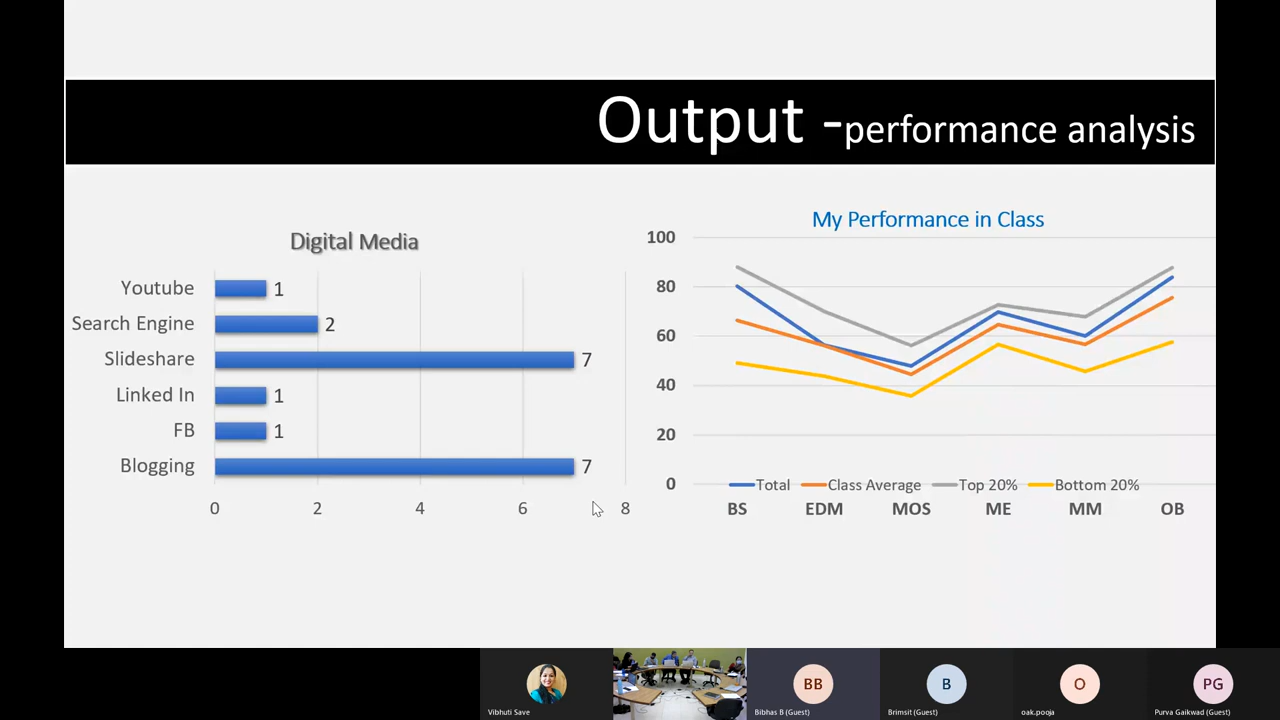 Output -performance analysis
Digital Media
Youtube 1
Search Engine 2
Slideshare 7
Linked In 1
FB 1
Blogging 7
0 2 4 6 8
My Performance in Class
100
80
60
40
20
0
Total Class Average Top 20% Bottom 20%
BS EDM MOS ME MM OB
BB B O PG
Vibhuti Save Bibhas B (Guest) Brimsit (Guest) oak.pooja Purva Gaikwad (Guest)